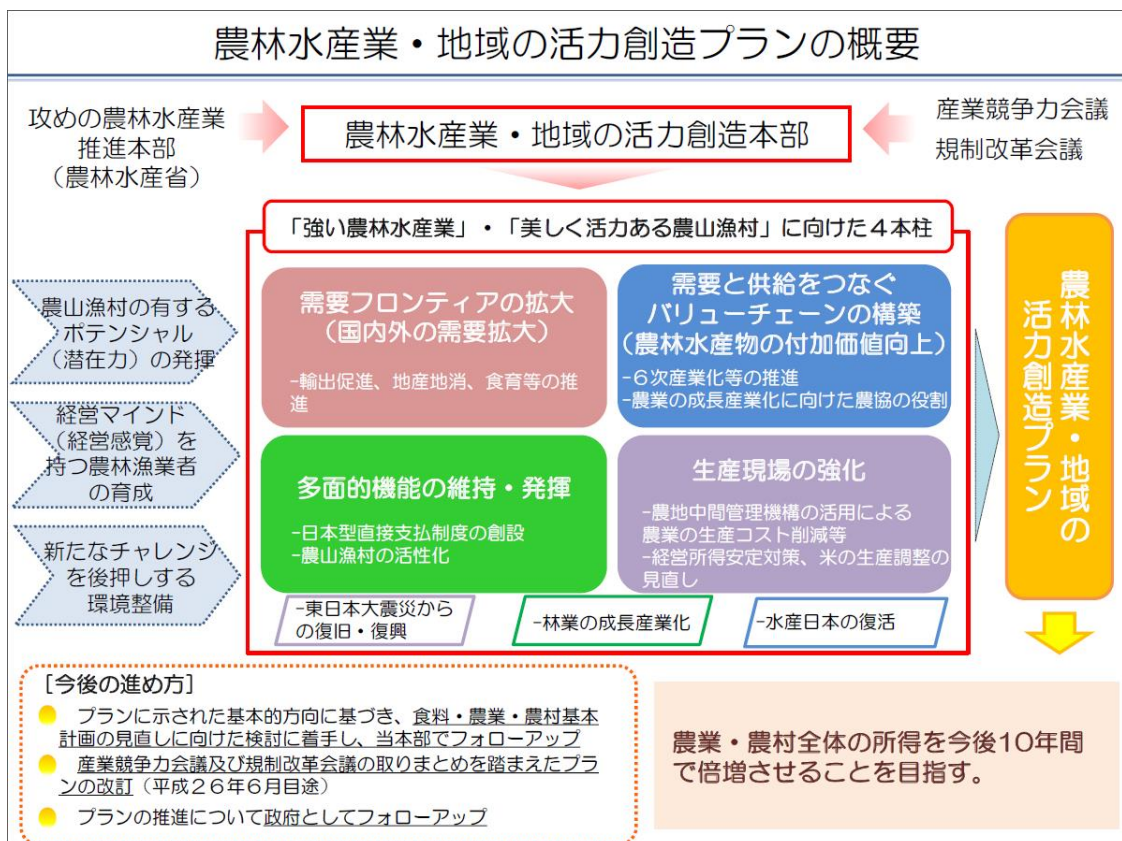 農林水産業・地域の活力創造プランの概要
攻めの農林水産業
推進本部
(農林水産省)
農林水産業・地域の活力創造本部
産業競争力会議
規制改革会議
「強い農林水産業」・「美しく活力ある農山漁村」に向けた4本柱
農山漁村の有する
ポテンシャル
(潜在力)の発揮
経営マインド
(経営感覚)を
持つ農林漁業者
の育成
新たなチャレンジ
を後押しする
環境整備
需要フロンティアの拡大
(国内外の需要拡大)
-輸出促進、地産地消、食育等の推
進
需要と供給をつなぐ
バリューチェーンの構築
(農林水産物の付加価値向上)
-6次産業化等の推進
-農業の成長産業化に向けた農協の役割
多面的機能の維持・発揮
-日本型直接支払制度の創設
-農山漁村の活性化
生産現場の強化
-農地中間管理機構の活用による
農業の生産コスト削減等
-経営所得安定対策、米の生産調整の
見直し
-東日本大震災から
の復旧・復興
-林業の成長産業化
-水産日本の復活
農林水産業・地域の
活力創造プラン
[今後の進め方]
プランに示された基本的方向に基づき、食料・農業・農村基本
計画の見直しに向けた検討に着手し、当本部でフォローアップ
産業競争力会議及び規制改革会議の取りまとめを踏まえたプラ
ンの改訂(平成26年6月目途)
プランの推進について政府としてフォローアップ
農業・農村全体の所得を今後10年間
で倍増させることを目指す。